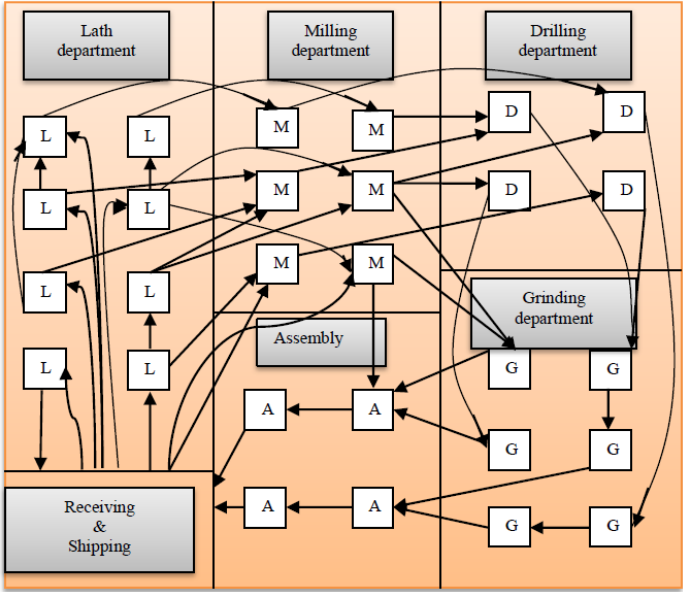 Lath
department
Milling
department
Drilling
department
L
L
M
M
D
D
L
L
M
M
D
D
L
L
M
M
Grinding
department
Assembly
L
L
G
G
A
A
G
G
A
A
G
G
Receiving
&
Shipping